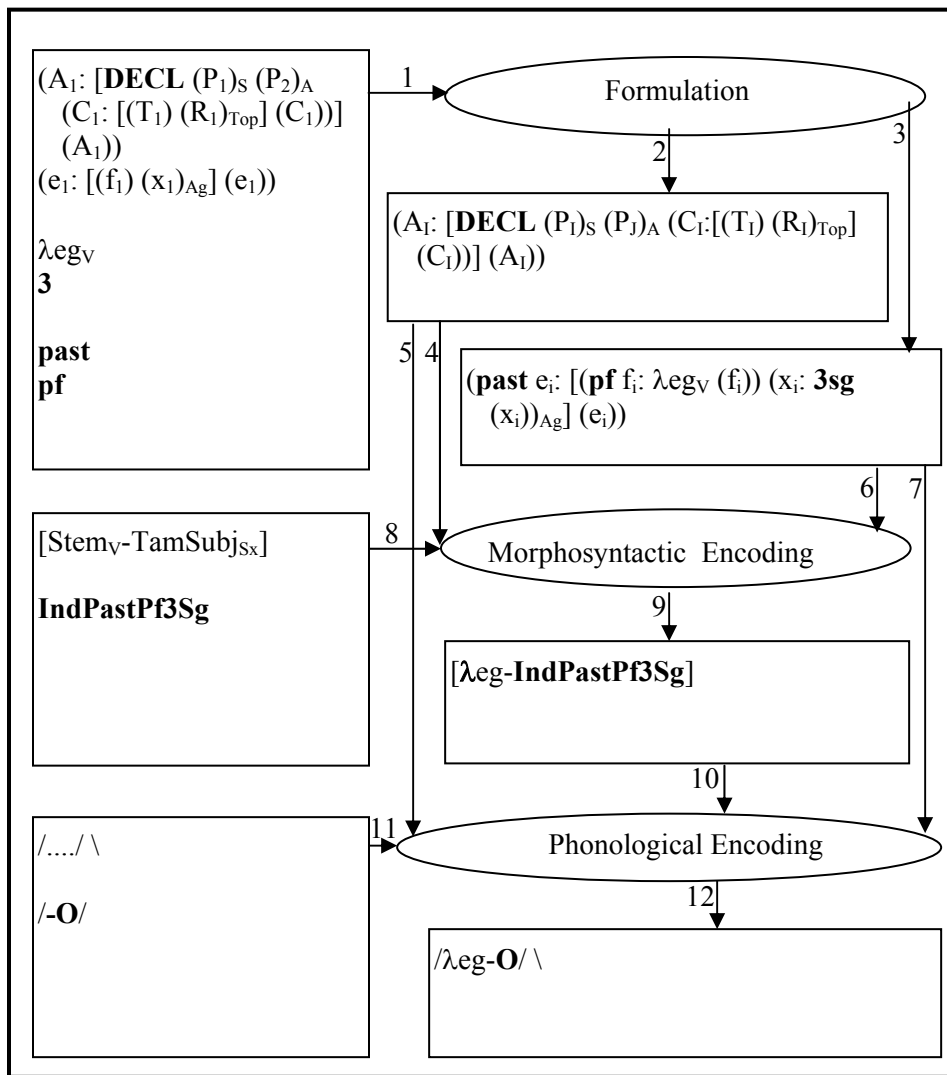 (A₁: [DECL (P₁)S (P₂)A
(C₁: [(T₁) (R₁)Top] (C₁))]
(A₁))
(e₁: [(f₁) (x₁)Ag] (e₁))
λegV
3
past
pf
1
Formulation
2
3
(AI: [DECL (PI)S (PJ)A (CI:[(TI) (RI)Top]
(CI))] (AI))
5
4
(past ei: [(pf fi: λegV (fi)) (xi: 3sg
(xi))Ag] (ei))
6
7
[StemV-TamSubjSx]
IndPastPf3Sg
8
Morphosyntactic Encoding
9
[λeg-IndPastPf3Sg]
10
/..../ \
/-O/
11
Phonological Encoding
12
/λeg-O/ \